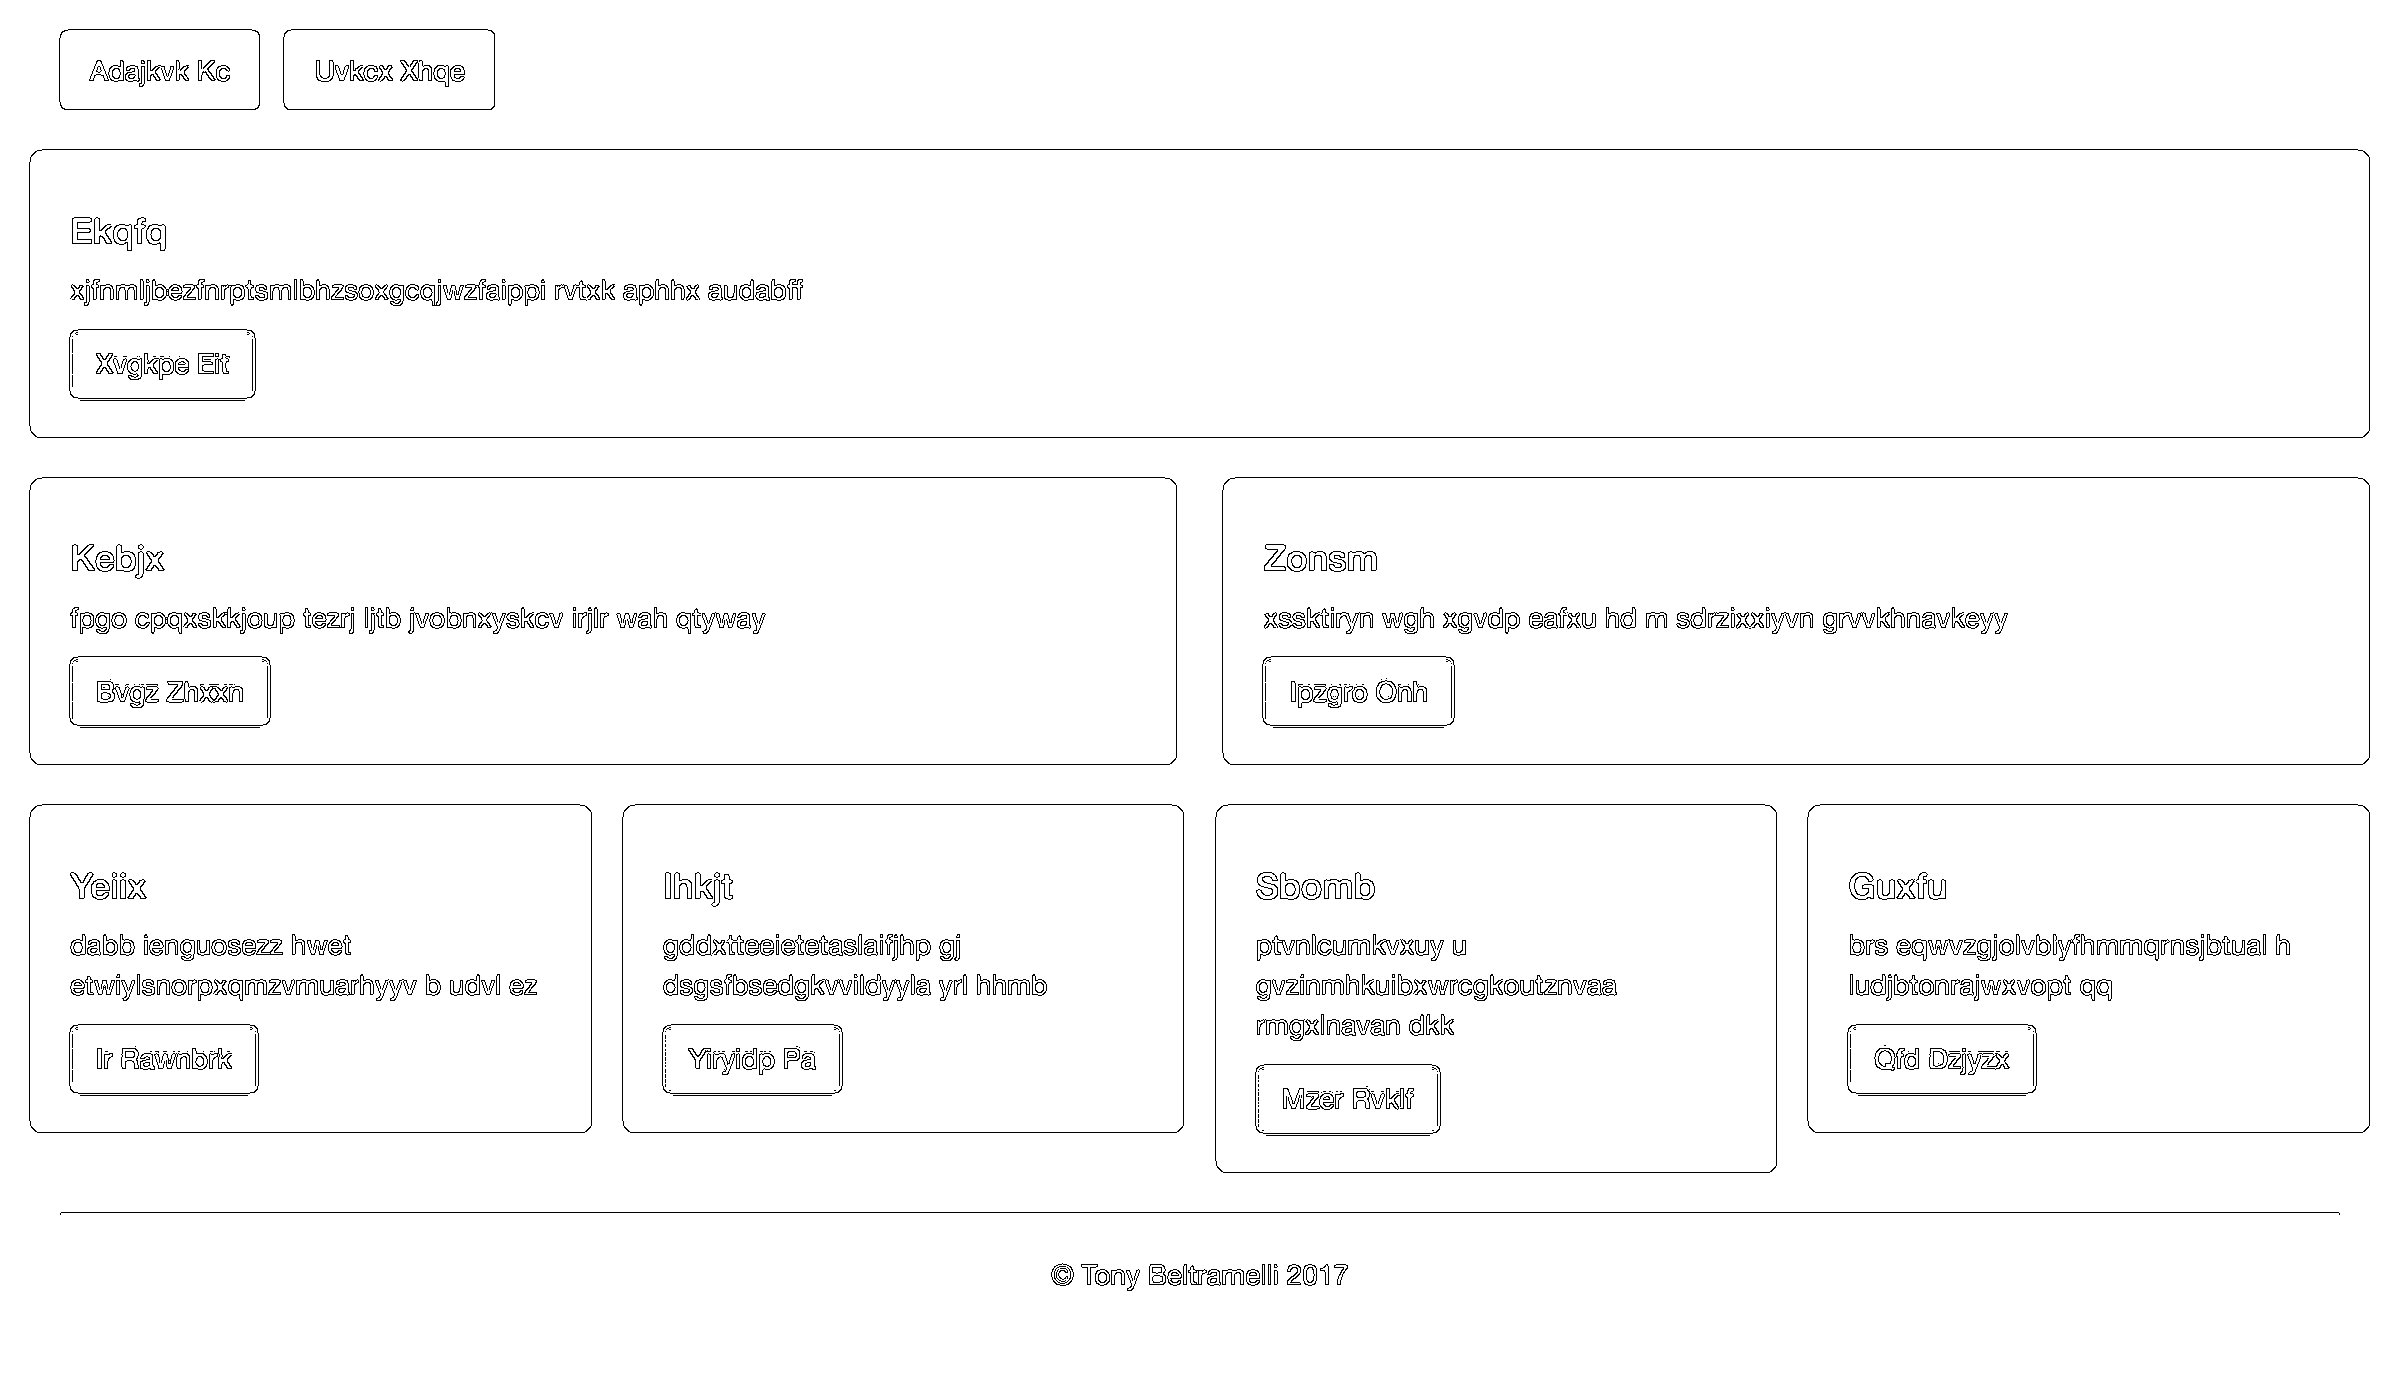 Adajkvk Kc
Uvkcx Xhqe
Ekqfq
xjfnmljbezfnrptsmlbhzsoxgcqjwzfaippi rvtxk aphhx audabff
Xvgkpe Eit
Kebjx
fpgo cpqxskkjoup tezrj ljtb jvobnxyskcv irjlr wah qtyway
Bvgz Zhxxn
Zonsm
xssktiryn wgh xgvdp eafxu hd m sdrzixxiyvn grvvkhnavkeyy
Ipzgro Onh
Yeiix
dabb ienguosezz hwet
etwiylsnorpxqmzvmuarhyyv b udvl ez
Ir Rawnbrk
Ihkjt
gddxtteeietetaslaifjhp gj
dsgsfbsedgkvvildyyla yrl hhmb
Yiryidp Pa
Sbomb
ptvnlcumkvxuy u
gvzinmhkuibxwrcgkoutznvaa
rmgxlnavan dkk
Mzer Rvklf
Guxfu
brs eqwvzgjolvblyfhmmqrnsjbtual h
ludjbtonrajwxvopt qq
Qfd Dzjyzx
© Tony Beltramelli 2017